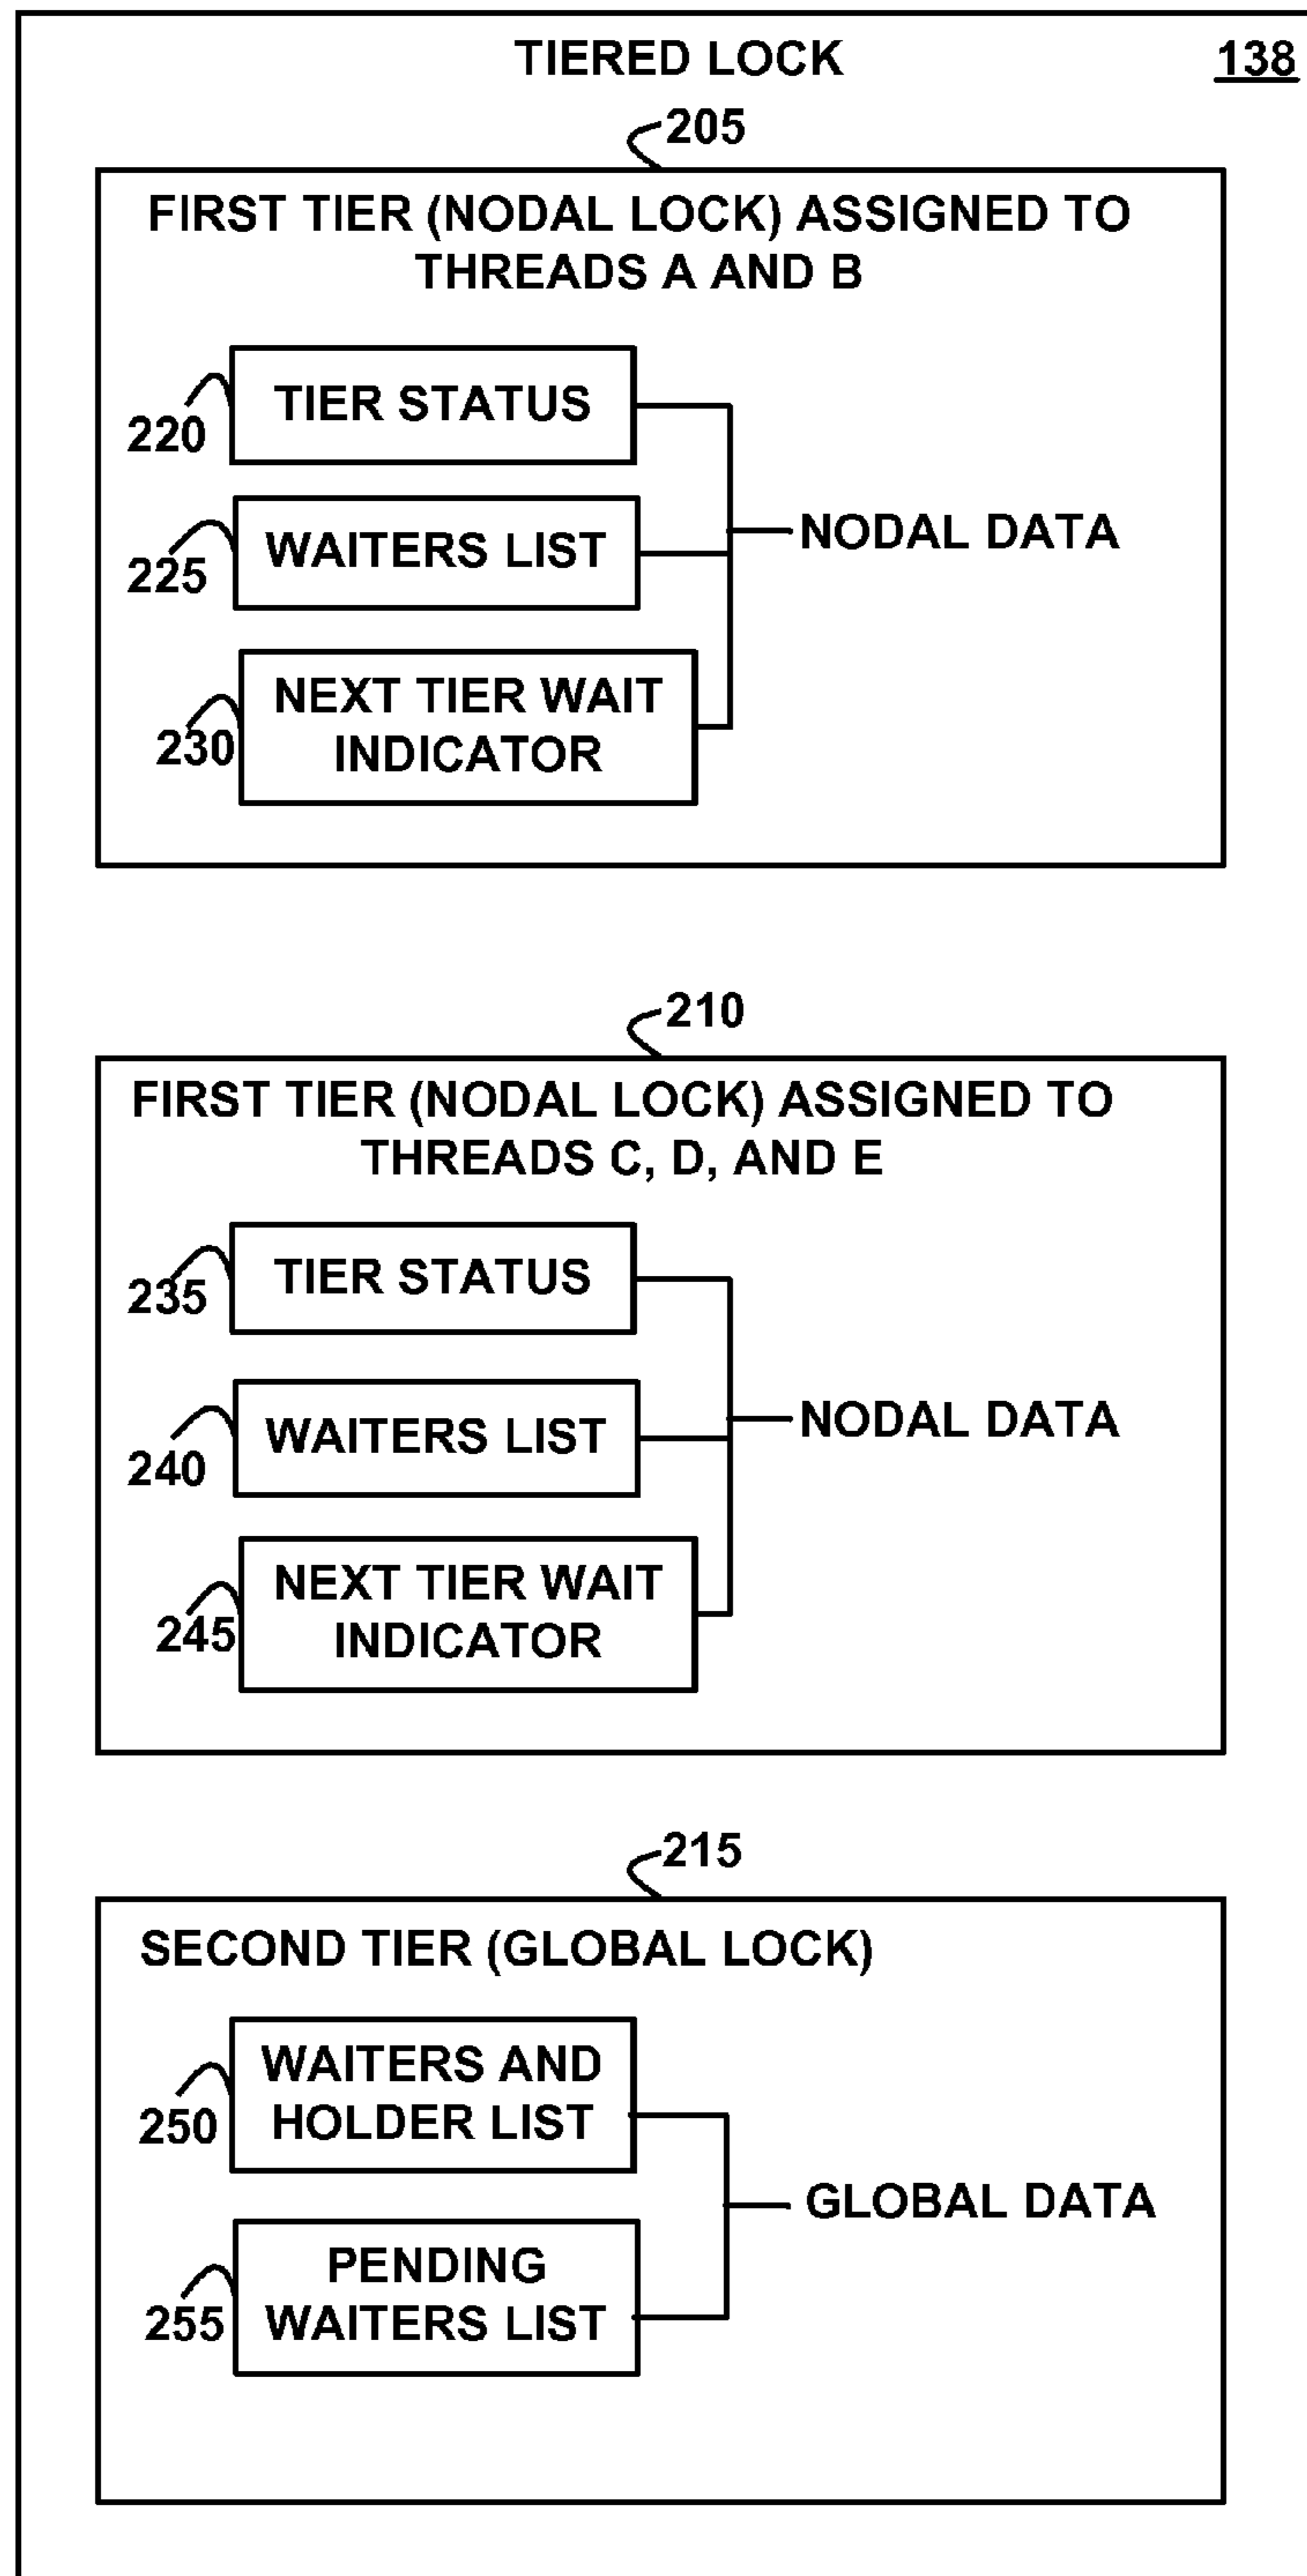 TIERED LOCK
138
205
FIRST TIER (NODAL LOCK) ASSIGNED TO
THREADS A AND B
TIER STATUS
220
WAITERS LIST
225
NODAL DATA
NEXT TIER WAIT
INDICATOR
230
210
FIRST TIER (NODAL LOCK) ASSIGNED TO
THREADS C, D, AND E
TIER STATUS
235
WAITERS LIST
240
NODAL DATA
NEXT TIER WAIT
INDICATOR
245
215
SECOND TIER (GLOBAL LOCK)
WAITERS AND
HOLDER LIST
250
GLOBAL DATA
PENDING
WAITERS LIST
255